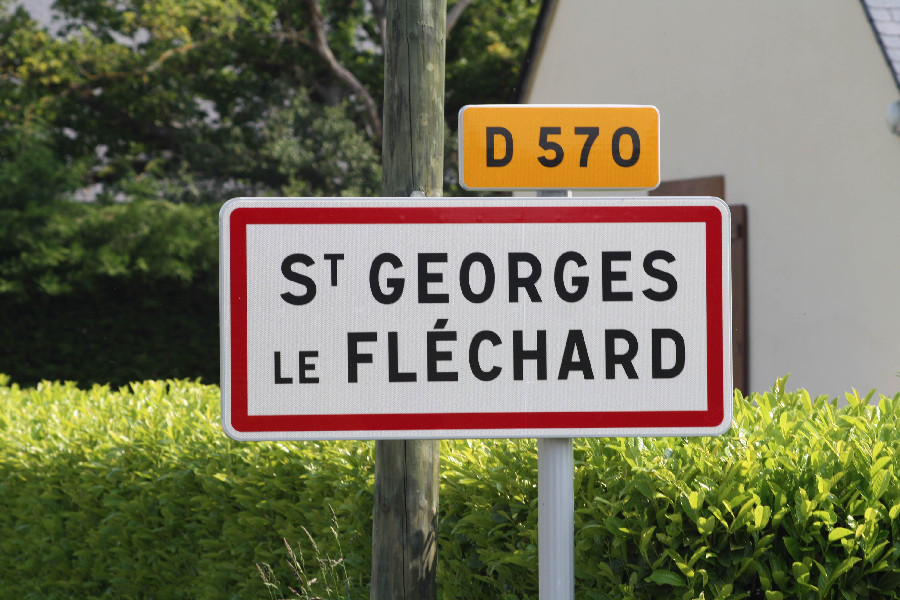 D 570
ST GEORGES
LE FLÉCHARD